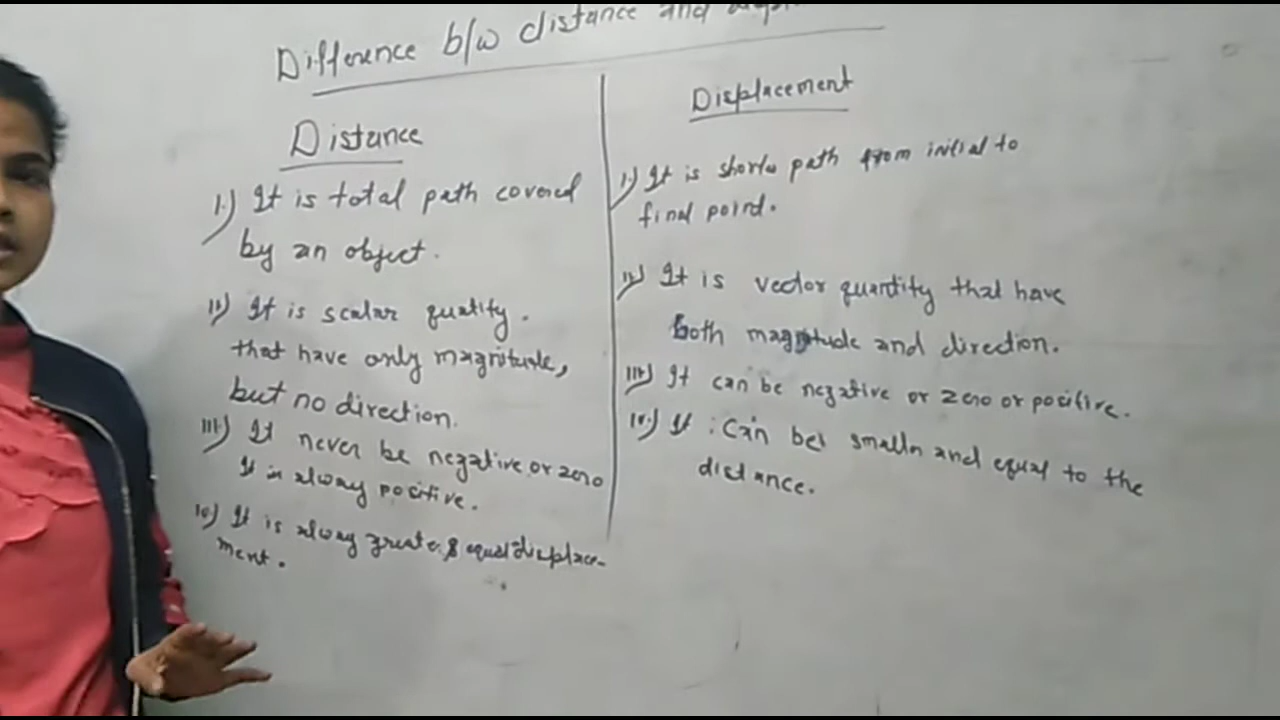 Difference b/w distance and
Distance
1.) It is total path covered
by an object.
ii) It is scalar quatity.
that have only magnitude,
but no direction.
iii) It never be negative or zero
It is always positive.
iv) It is always greater & equal displace-
ment.
Displacement
1.) It is path from initial to
final point.
ii) It is vector quantity that have
both magnitude and direction.
iii) It can be negative or zero or positive.
iv.) It can be smaller and equal to the
distance.